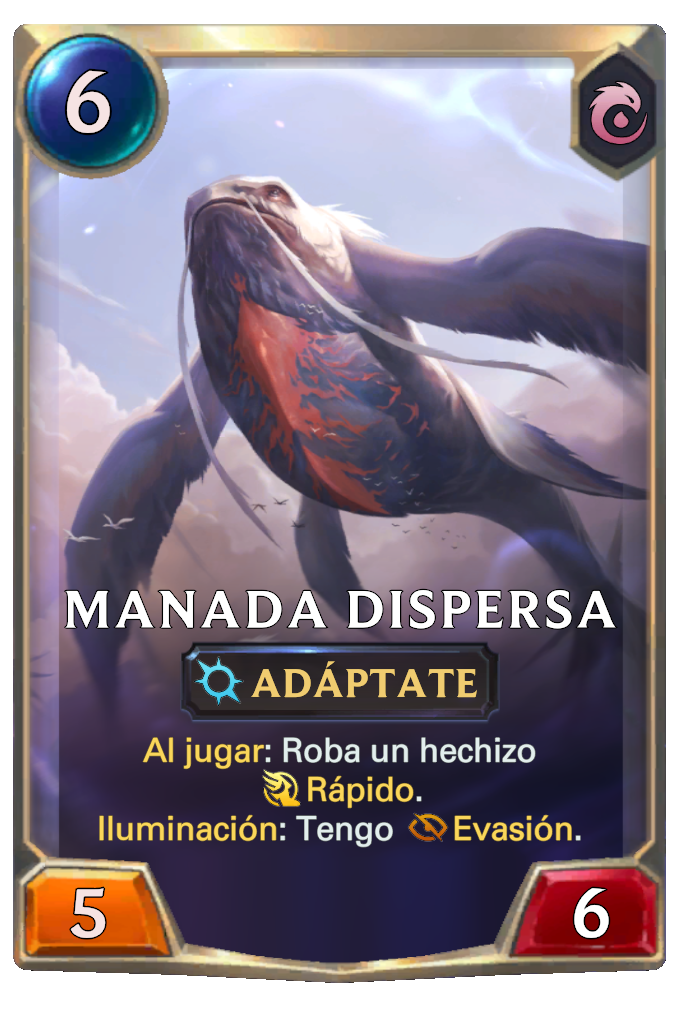 6
MANADA DISPERSA
ADÁPTATE
Al jugar: Roba un hechizo
Rápido.
Iluminación: Tengo Evasión.
5
6